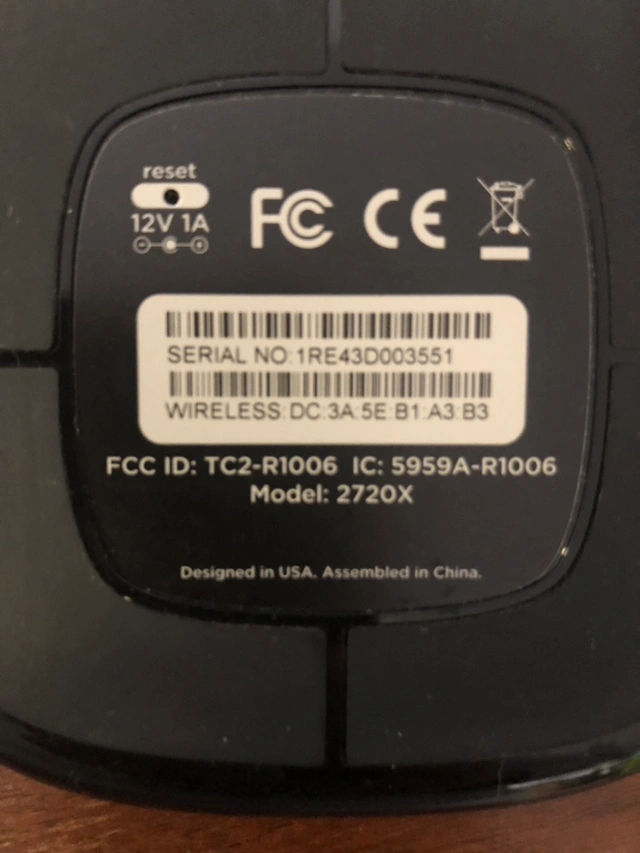 reset
12V 1A
FC CE
SERIAL NO:1RE43D003551
WIRELESS:DC:3A:5E:B1:A3:B3
FCC ID: TC2-R1006 IC: 5959A-R1006
Model: 2720X
Designed in USA. Assembled in China.